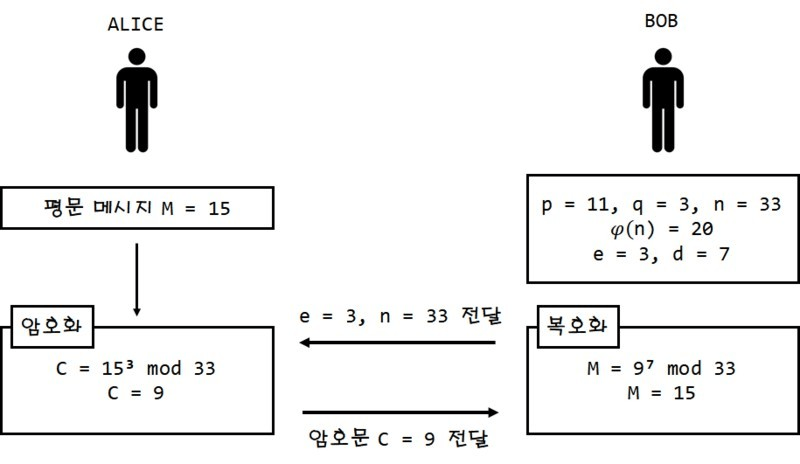 ALICE
BOB
평문 메시지 M = 15
p = 11, q = 3, n = 33
φ(n) = 20
e = 3, d = 7
암호화
C = 15³ mod 33
C = 9
e = 3, n = 33 전달
암호문 C = 9 전달
복호화
M = 9⁷ mod 33
M = 15